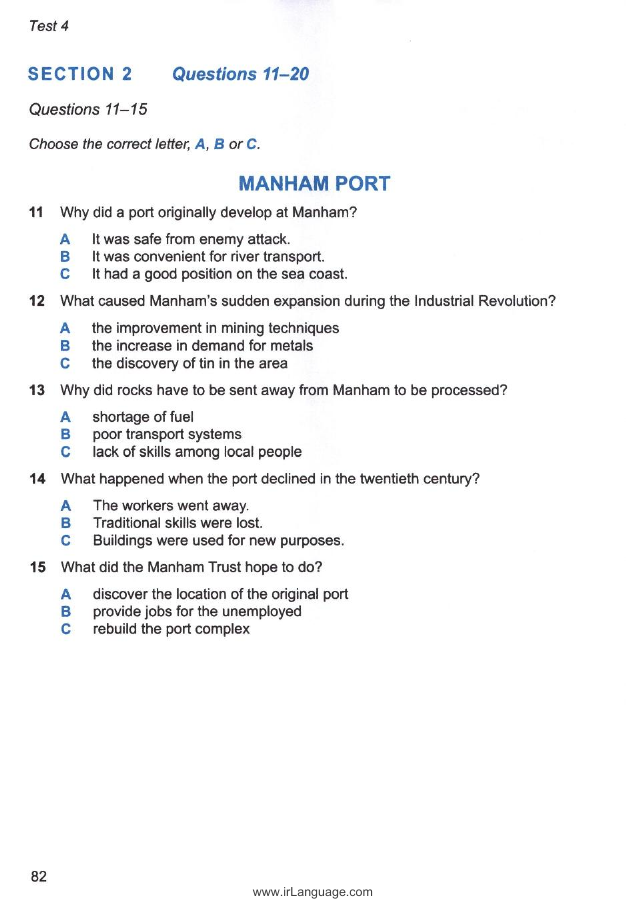 Test 4
SECTION 2 Questions 11–20
Questions 11–15
Choose the correct letter, A, B or C.
MANHAM PORT
11 Why did a port originally develop at Manham?
A It was safe from enemy attack.
B It was convenient for river transport.
C It had a good position on the sea coast.
12 What caused Manham's sudden expansion during the Industrial Revolution?
A the improvement in mining techniques
B the increase in demand for metals
C the discovery of tin in the area
13 Why did rocks have to be sent away from Manham to be processed?
A shortage of fuel
B poor transport systems
C lack of skills among local people
14 What happened when the port declined in the twentieth century?
A The workers went away.
B Traditional skills were lost.
C Buildings were used for new purposes.
15 What did the Manham Trust hope to do?
A discover the location of the original port
B provide jobs for the unemployed
C rebuild the port complex
82
www.irLanguage.com